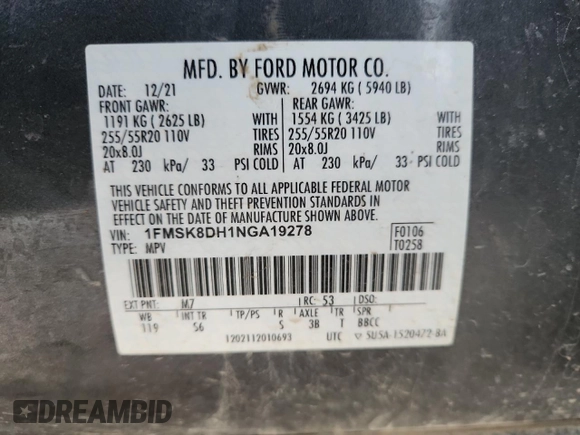 MFD. BY FORD MOTOR CO.
DATE: 12/21 GVWR: 2694 KG ( 5940 LB)
FRONT GAWR: REAR GAWR:
1191 KG ( 2625 LB) WITH 1554 KG ( 3425 LB) WITH
255/55R20 110V TIRES 255/55R20 110V TIRES
20x8.0J RIMS 20x8.0J RIMS
AT 230 kPa/ 33 PSI COLD AT 230 kPa/ 33 PSI COLD
THIS VEHICLE CONFORMS TO ALL APPLICABLE FEDERAL MOTOR
VEHICLE SAFETY AND THEFT PREVENTION STANDARDS IN
EFFECT ON THE DATE OF MANUFACTURE SHOWN ABOVE.
VIN: 1FMSK8DH1NGA19278 F0106
TYPE: MPV T0258
EXT PNT: M7 RC: 53 DSO:
WB INT TR TP/PS R AXLE TR SPR
119 S6 S 3B T BBCC
1202112010693 UTC ▽ 5USA-1520472-BA
DREAMBID